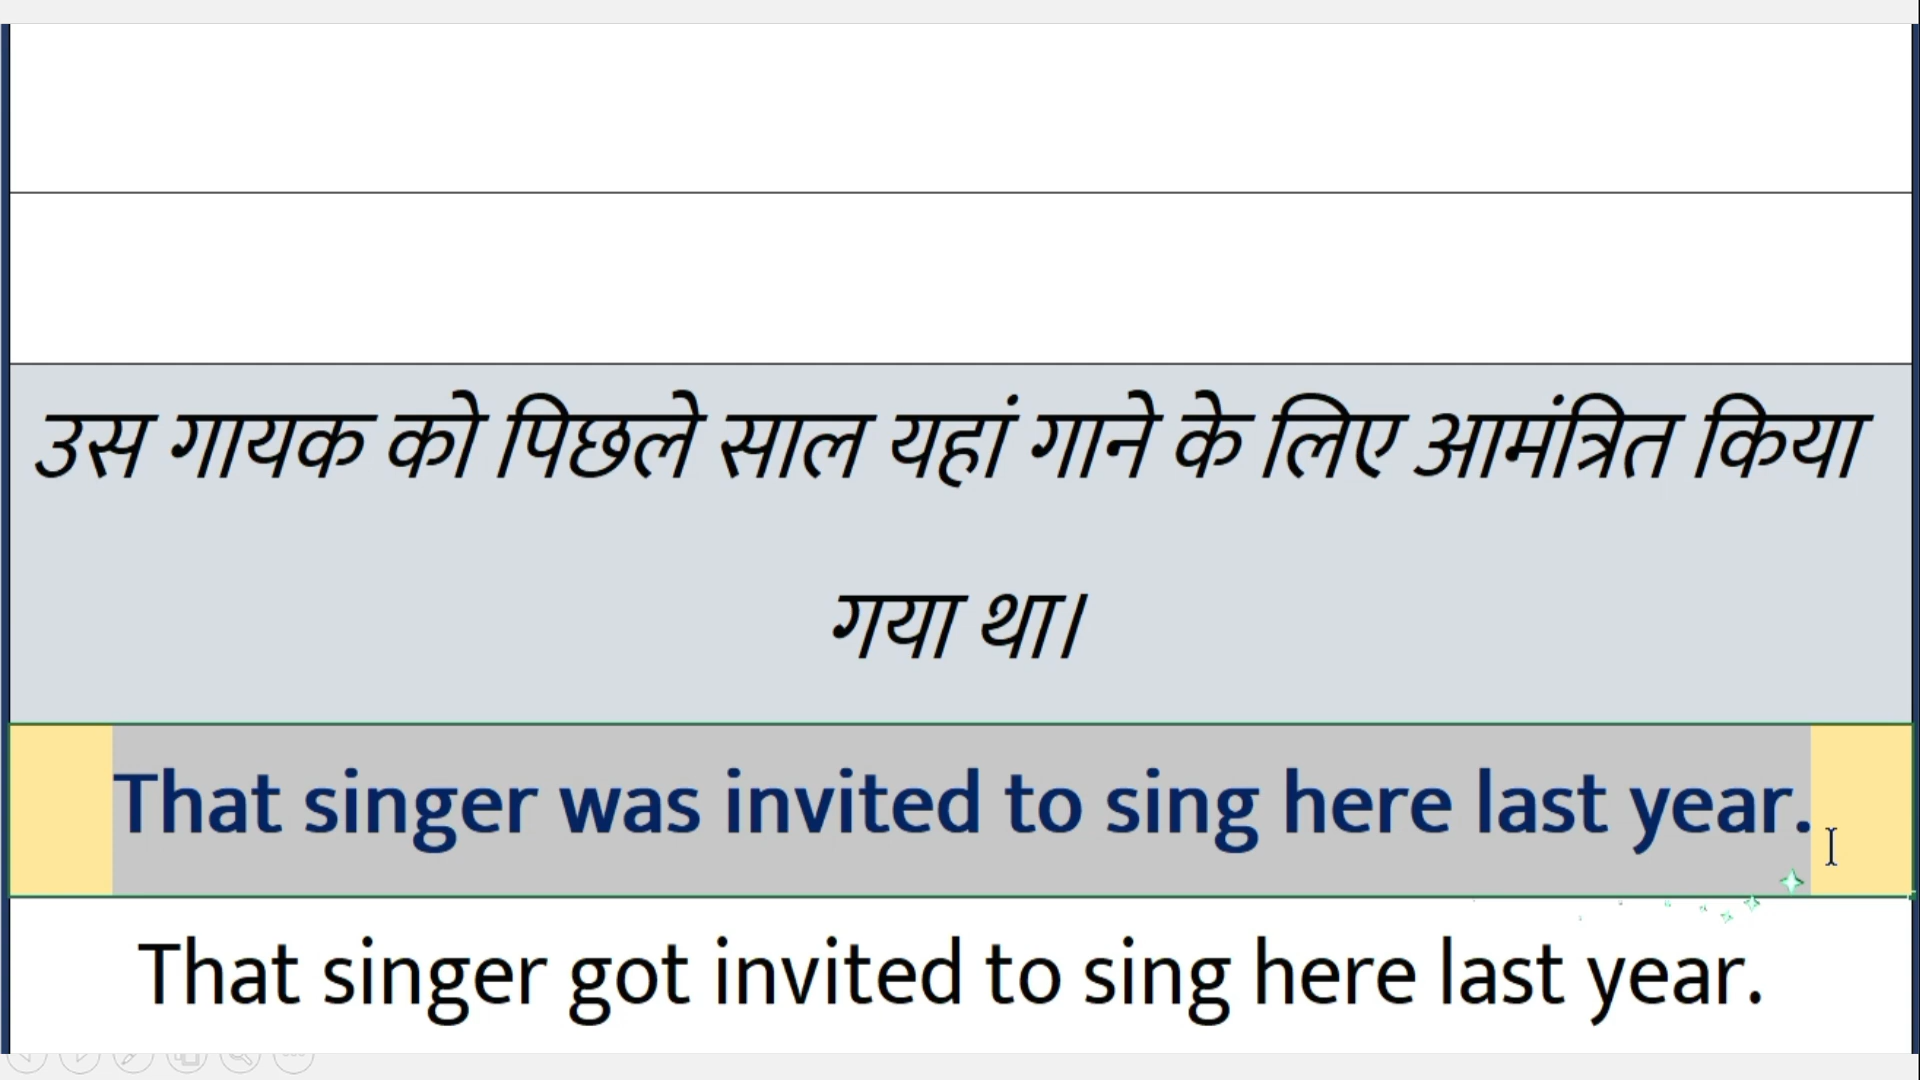 उस गायक को पिछले साल यहां गाने के लिए आमंत्रित किया
गया था।
That singer was invited to sing here last year.
That singer got invited to sing here last year.